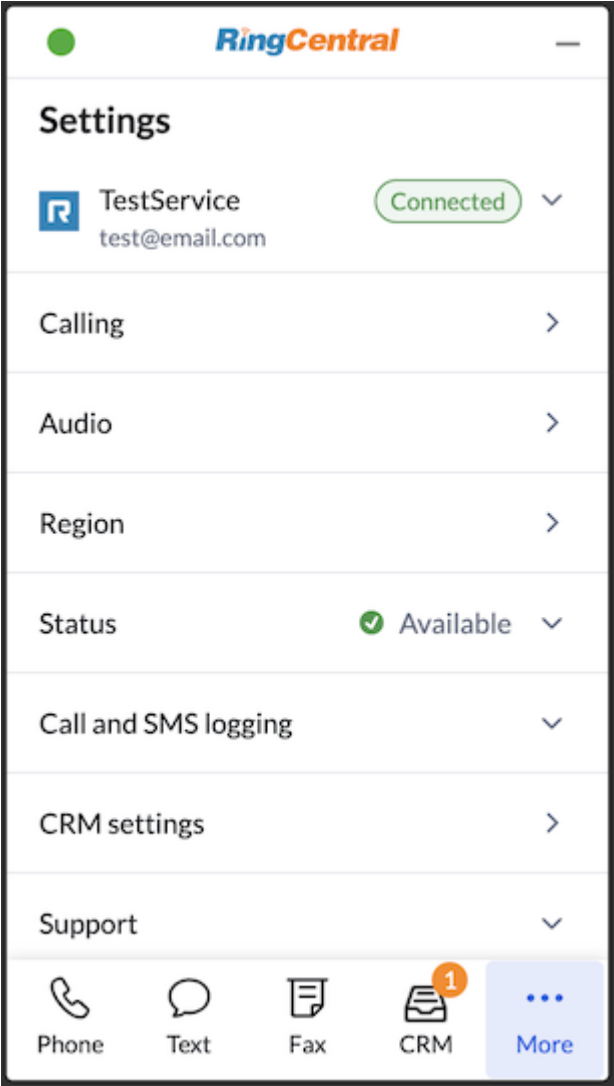 RingCentral
Settings
TestService
Connected
test@email.com
Calling
Audio
Region
Status
Available
Call and SMS logging
CRM settings
Support
1
Phone
Text
Fax
CRM
More